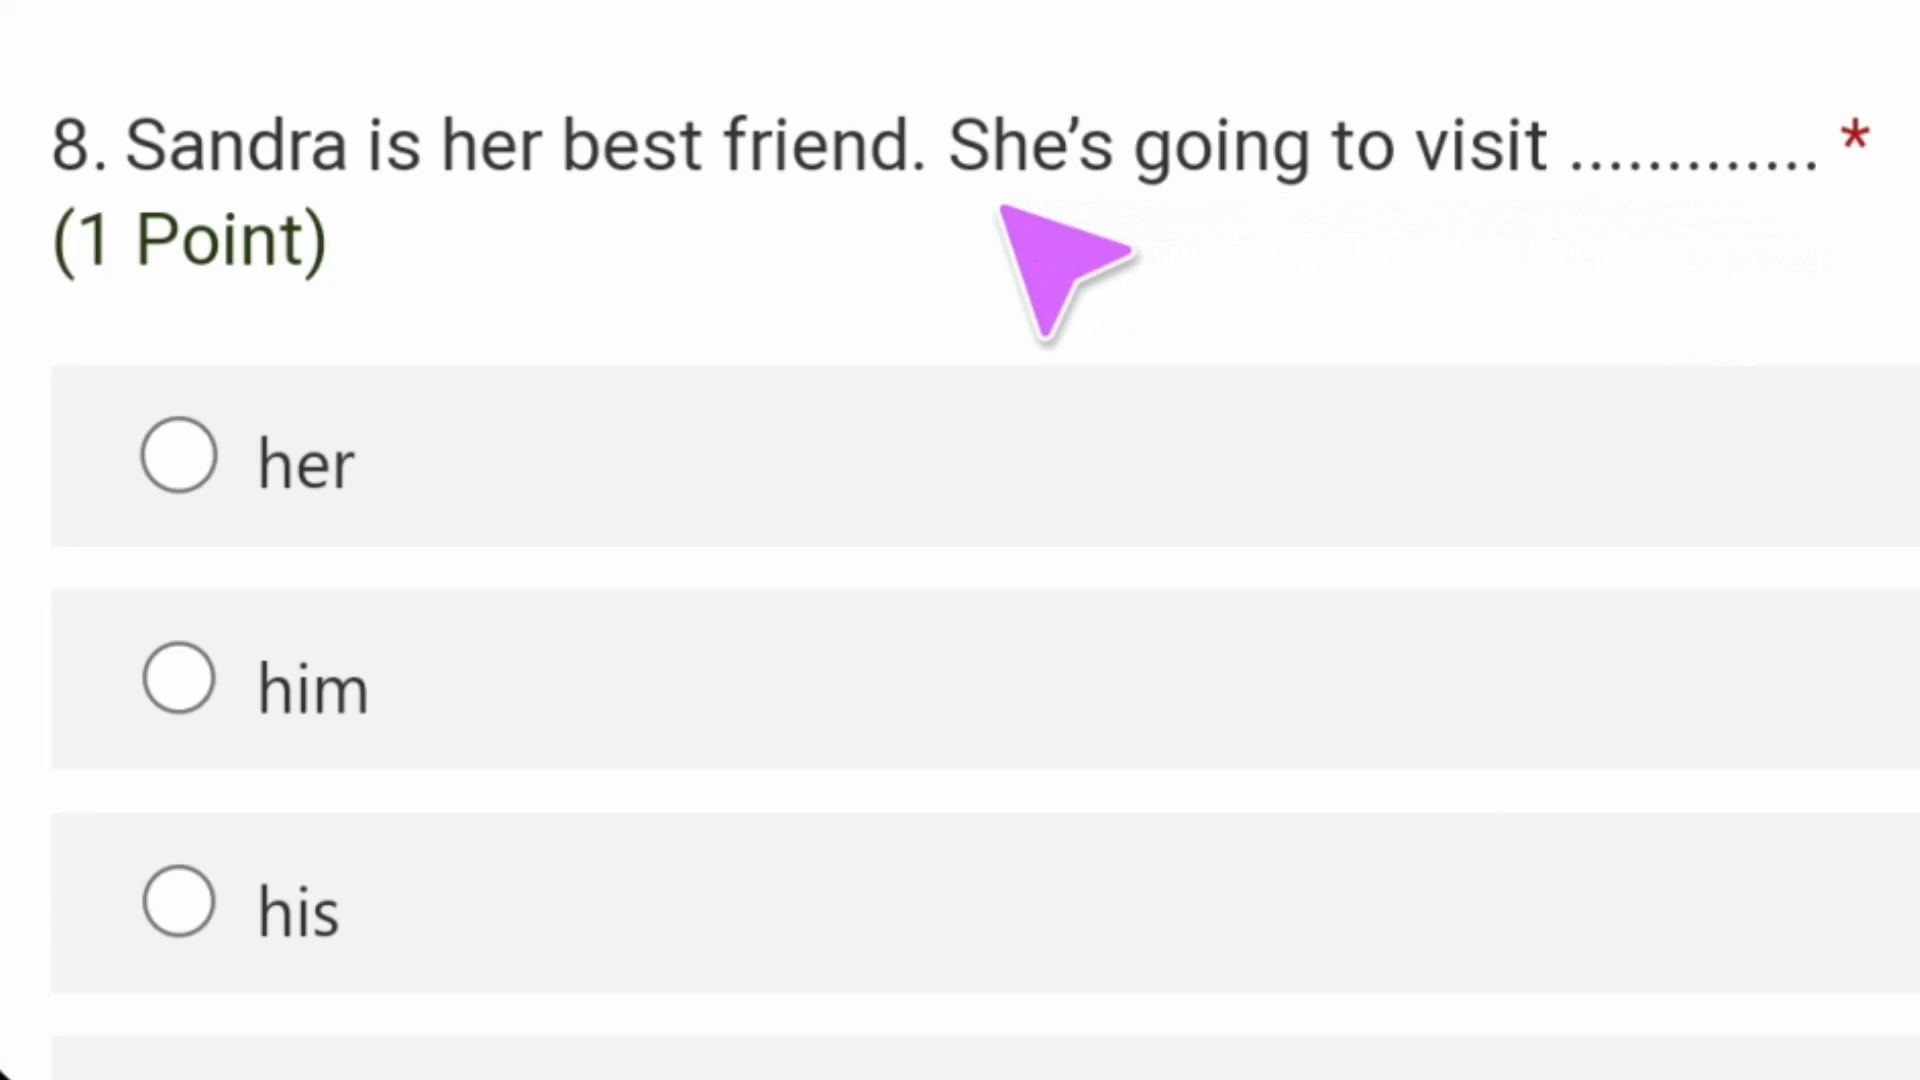 8. Sandra is her best friend. She’s going to visit ............. *
(1 Point)
her
him
his